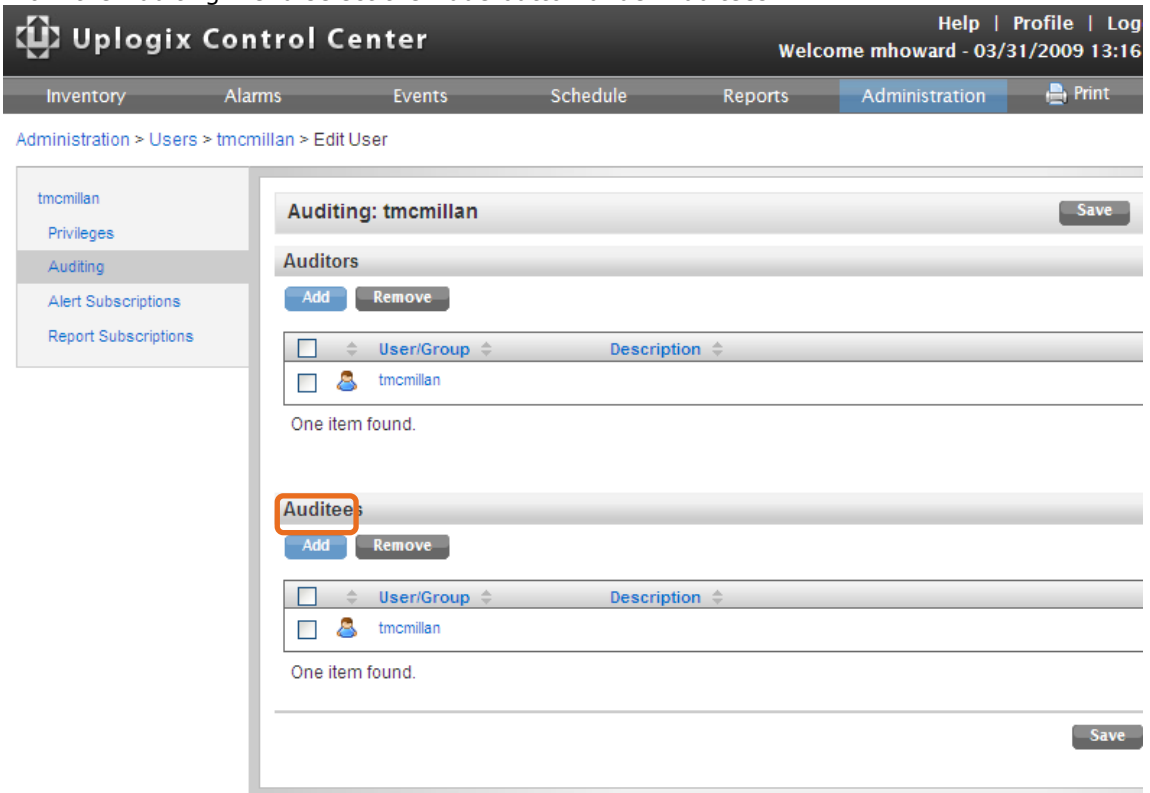 Uplogix Control Center
Help | Profile | Log
Welcome mhoward - 03/31/2009 13:16
Inventory Alarms Events Schedule Reports Administration Print
Administration > Users > tmcmillan > Edit User
tmcmillan
Privileges
Auditing
Alert Subscriptions
Report Subscriptions
Auditing: tmcmillan Save
Auditors
Add Remove
User/Group Description
tmcmillan
One item found.
Auditees
Add Remove
User/Group Description
tmcmillan
One item found.
Save